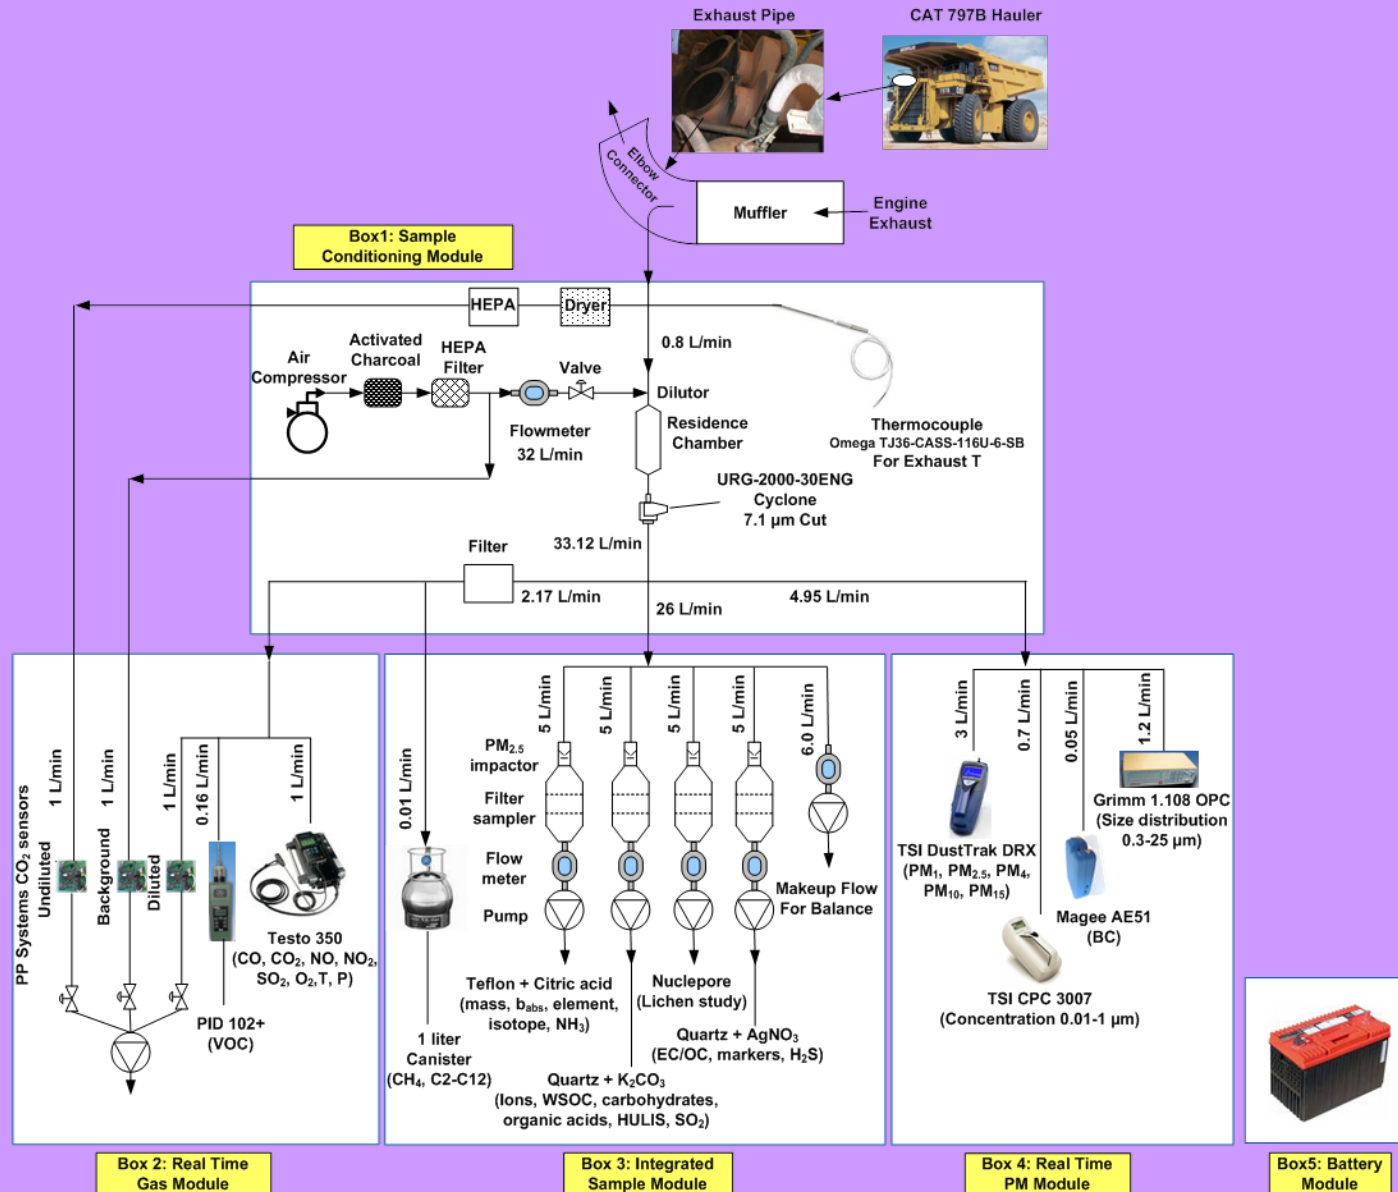 Exhaust Pipe
CAT 797B Hauler
Elbow
Connector
Muffler
Engine
Exhaust
Box1: Sample
Conditioning Module
HEPA
Dryer
0.8 L/min
Air
Compressor
Activated
Charcoal
HEPA
Filter
Valve
Dilutor
Flowmeter
32 L/min
Residence
Chamber
Thermocouple
Omega TJ36-CASS-116U-6-SB
For Exhaust T
URG-2000-30ENG
Cyclone
7.1 µm Cut
33.12 L/min
Filter
2.17 L/min
26 L/min
4.95 L/min
PP Systems CO₂ sensors
Undiluted
1 L/min
Background
1 L/min
Diluted
1 L/min
0.16 L/min
1 L/min
Testo 350
(CO, CO₂, NO, NO₂,
SO₂, O₂,T, P)
PID 102+
(VOC)
0.01 L/min
1 liter
Canister
(CH₄, C2-C12)
5 L/min
5 L/min
5 L/min
5 L/min
6.0 L/min
PM₂.₅
impactor
Filter
sampler
Flow
meter
Pump
Makeup Flow
For Balance
Teflon + Citric acid
(mass, bₐbₛ, element,
isotope, NH₃)
Nuclepore
(Lichen study)
Quartz + AgNO₃
(EC/OC, markers, H₂S)
Quartz + K₂CO₃
(Ions, WSOC, carbohydrates,
organic acids, HULIS, SO₂)
3 L/min
0.7 L/min
0.05 L/min
1.2 L/min
Grimm 1.108 OPC
(Size distribution
0.3-25 µm)
TSI DustTrak DRX
(PM₁, PM₂.₅, PM₄,
PM₁₀, PM₁₅)
Magee AE51
(BC)
TSI CPC 3007
(Concentration 0.01-1 µm)
Box 2: Real Time
Gas Module
Box 3: Integrated
Sample Module
Box 4: Real Time
PM Module
Box5: Battery
Module